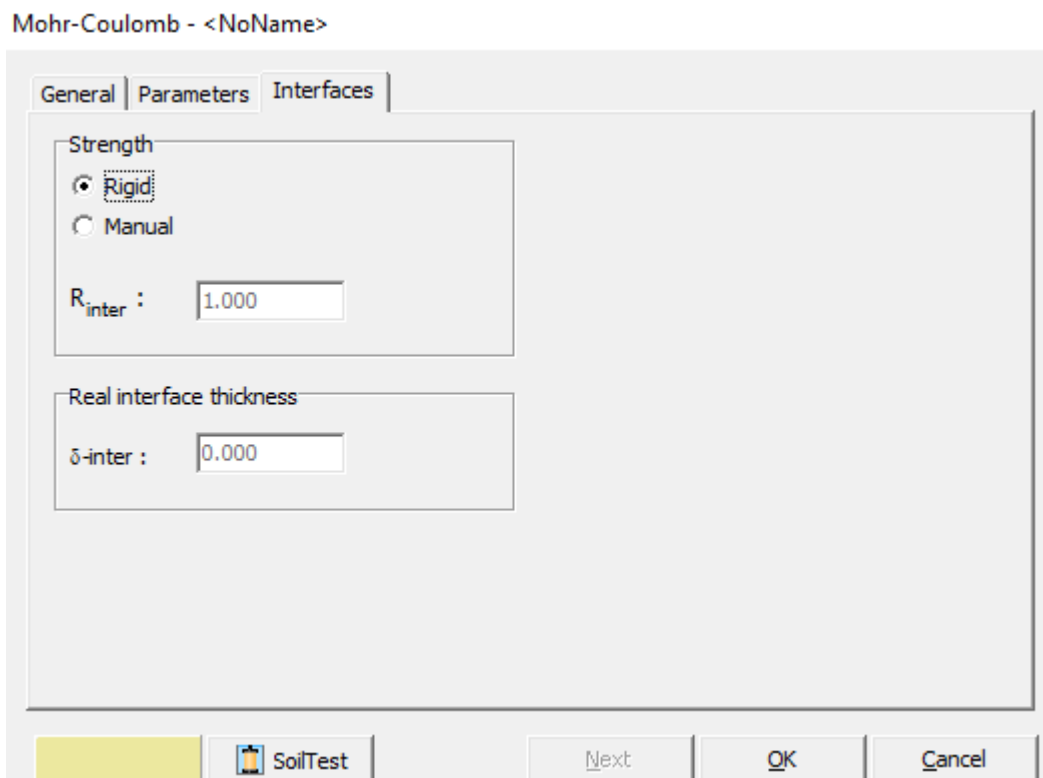 Mohr-Coulomb - <NoName>
General Parameters Interfaces
Strength
Rigid
Manual
Rinter : 1.000
Real interface thickness
δ-inter : 0.000
SoilTest Next OK Cancel